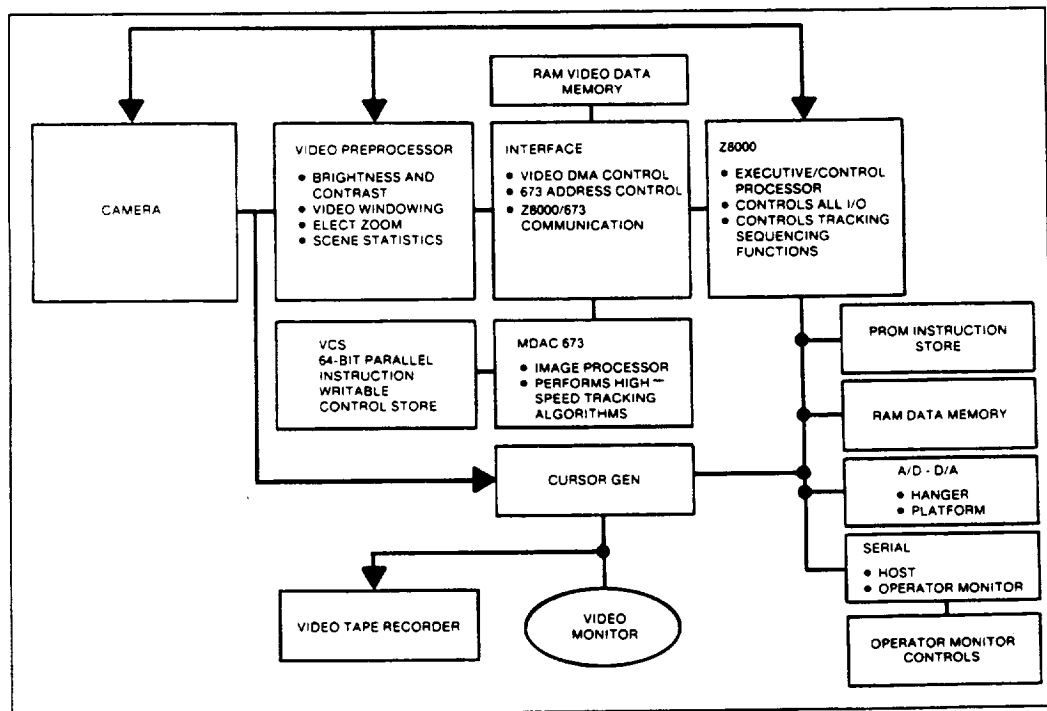 RAM VIDEO DATA
MEMORY
CAMERA
VIDEO PREPROCESSOR
• BRIGHTNESS AND
CONTRAST
• VIDEO WINDOWING
• ELECT ZOOM
• SCENE STATISTICS
INTERFACE
• VIDEO DMA CONTROL
• 673 ADDRESS CONTROL
• Z8000/673
COMMUNICATION
Z8000
• EXECUTIVE/CONTROL
PROCESSOR
• CONTROLS ALL I/O
• CONTROLS TRACKING
SEQUENCING
FUNCTIONS
VCS
64-BIT PARALLEL
INSTRUCTION
WRITABLE
CONTROL STORE
MDAC 673
• IMAGE PROCESSOR
• PERFORMS HIGH-
SPEED TRACKING
ALGORITHMS
PROM INSTRUCTION
STORE
RAM DATA MEMORY
CURSOR GEN
A/D - D/A
• HANGER
• PLATFORM
SERIAL
• HOST
• OPERATOR MONITOR
VIDEO TAPE RECORDER
VIDEO
MONITOR
OPERATOR MONITOR
CONTROLS